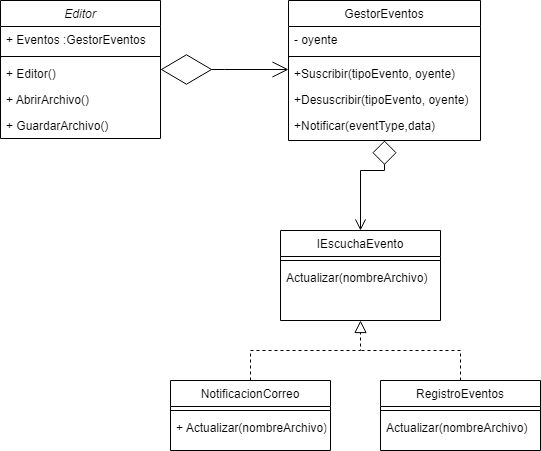 Editor
+ Eventos :GestorEventos
+ Editor()
+ AbrirArchivo()
+ GuardarArchivo()
GestorEventos
- oyente
+Suscribir(tipoEvento, oyente)
+Desuscribir(tipoEvento, oyente)
+Notificar(eventType,data)
IEscuchaEvento
Actualizar(nombreArchivo)
NotificacionCorreo
+ Actualizar(nombreArchivo)
RegistroEventos
Actualizar(nombreArchivo)